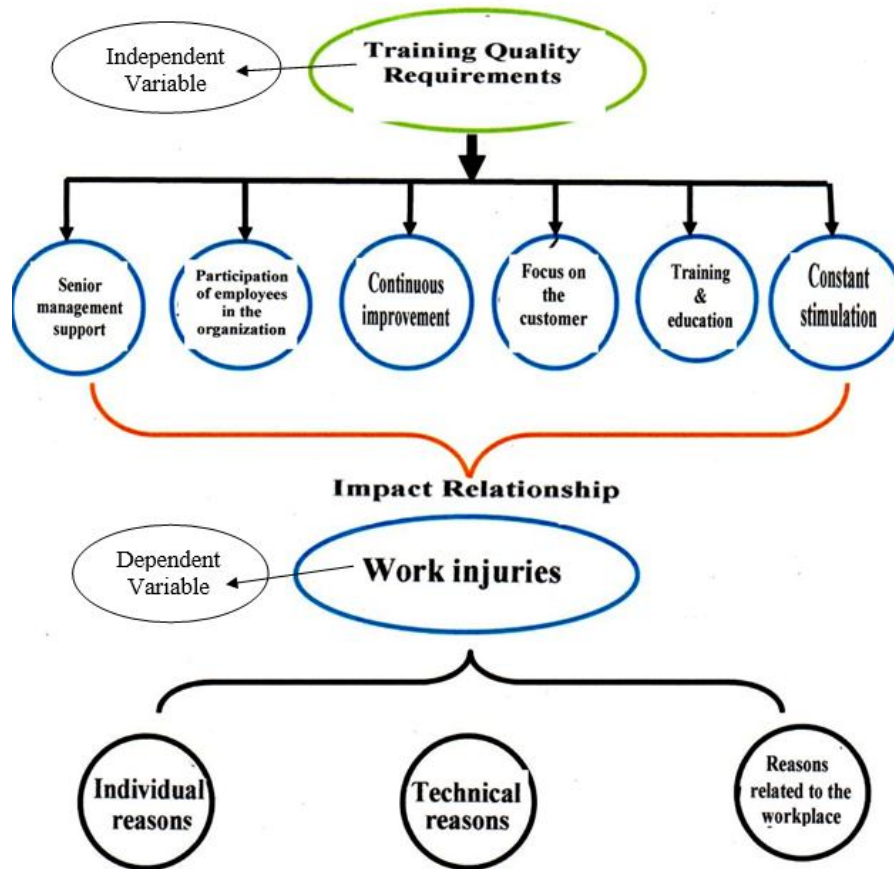 Independent
Variable
Training Quality
Requirements
Senior
management
support
Participation
of employees
in the
organization
Continuous
improvement
Focus on
the
customer
Training
&
education
Constant
stimulation
Impact Relationship
Dependent
Variable
Work injuries
Individual
reasons
Technical
reasons
Reasons
related to the
workplace